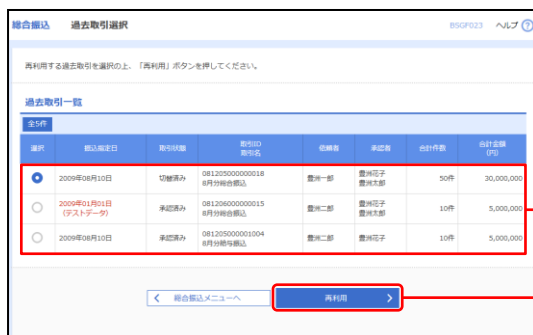 総合振込 過去取引選択 BSGF023 ヘルプ ?
再利用する過去取引を選択の上、「再利用」ボタンを押してください。
過去取引一覧
全5件
選択 振込指定日 取引状態 取引ID 取引名 依頼者 承認者 合計件数 合計金額 (円)
2009年08月10日 切替済み 081205000000018 8月分総合振込 豊洲一郎 豊洲花子 豊洲太郎 50件 30,000,000
2009年01月01日 (テストデータ) 承認済み 081206000000015 8月分総合振込 豊洲二郎 豊洲花子 豊洲太郎 10件 5,000,000
2009年08月10日 承認済み 081205000001004 8月分給与振込 豊洲二郎 豊洲花子 10件 5,000,000
総合振込メニューへ 再利用